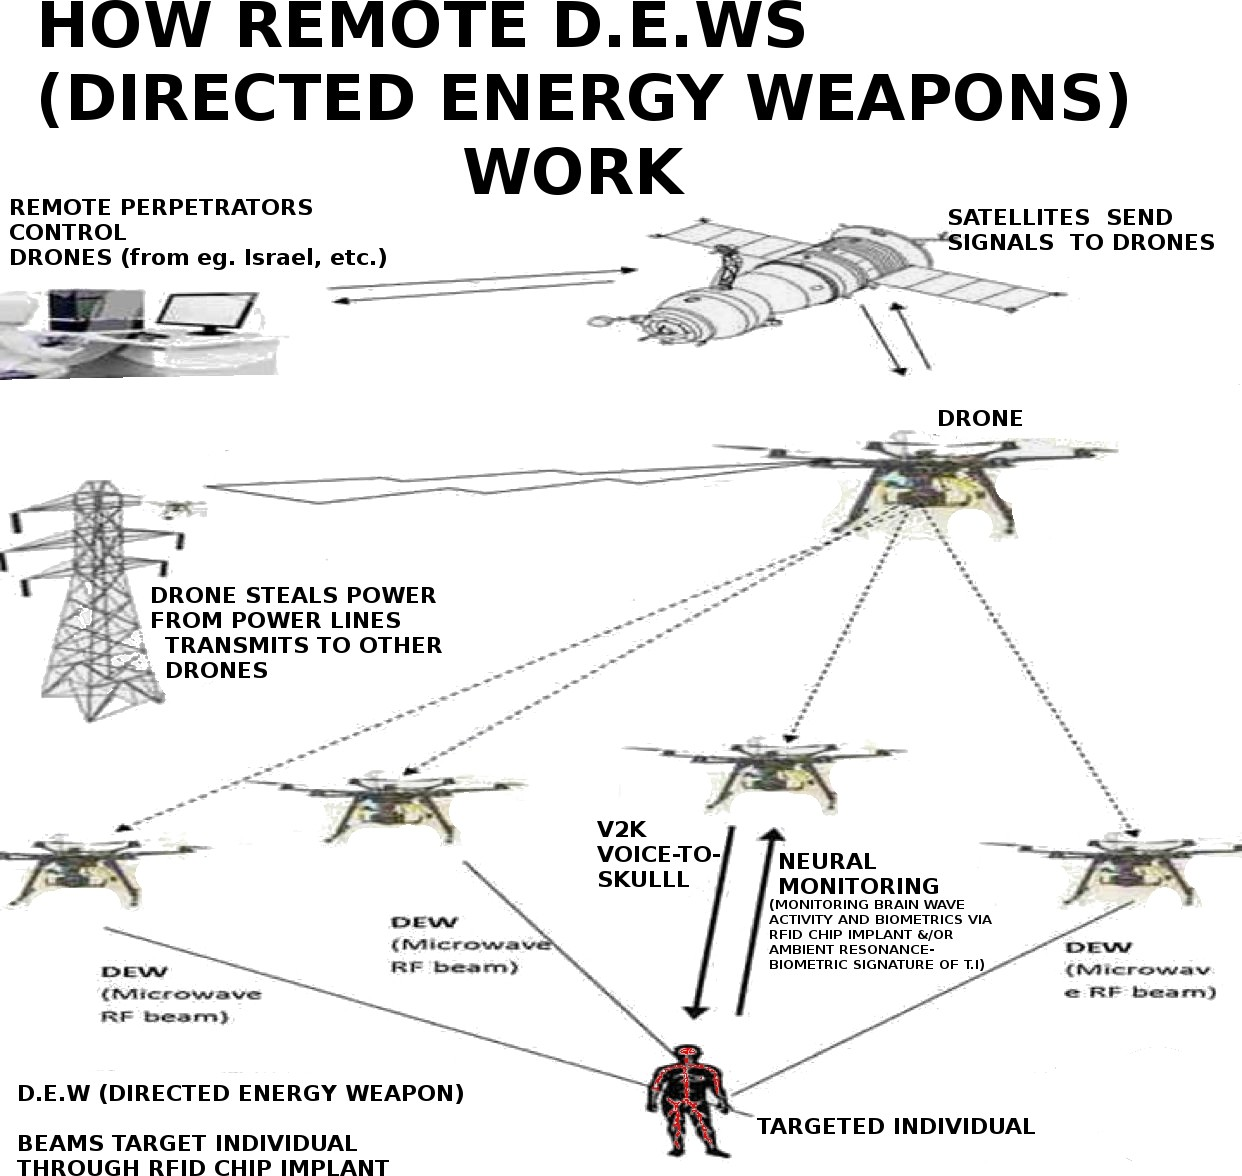 HOW REMOTE D.E.WS
(DIRECTED ENERGY WEAPONS)
WORK
REMOTE PERPETRATORS
CONTROL
DRONES (from eg. Israel, etc.)
SATELLITES SEND
SIGNALS TO DRONES
DRONE
DRONE STEALS POWER
FROM POWER LINES
TRANSMITS TO OTHER
DRONES
V2K
VOICE-TO-
SKULLL
NEURAL
MONITORING
(MONITORING BRAIN WAVE
ACTIVITY AND BIOMETRICS VIA
RFID CHIP IMPLANT &/OR
AMBIENT RESONANCE-
BIOMETRIC SIGNATURE OF T.I)
DEW
(Microwave
RF beam)
DEW
(Microwave
RF beam)
DEW
(Microwav
e RF beam)
D.E.W (DIRECTED ENERGY WEAPON)
BEAMS TARGET INDIVIDUAL
THROUGH RFID CHIP IMPLANT
TARGETED INDIVIDUAL